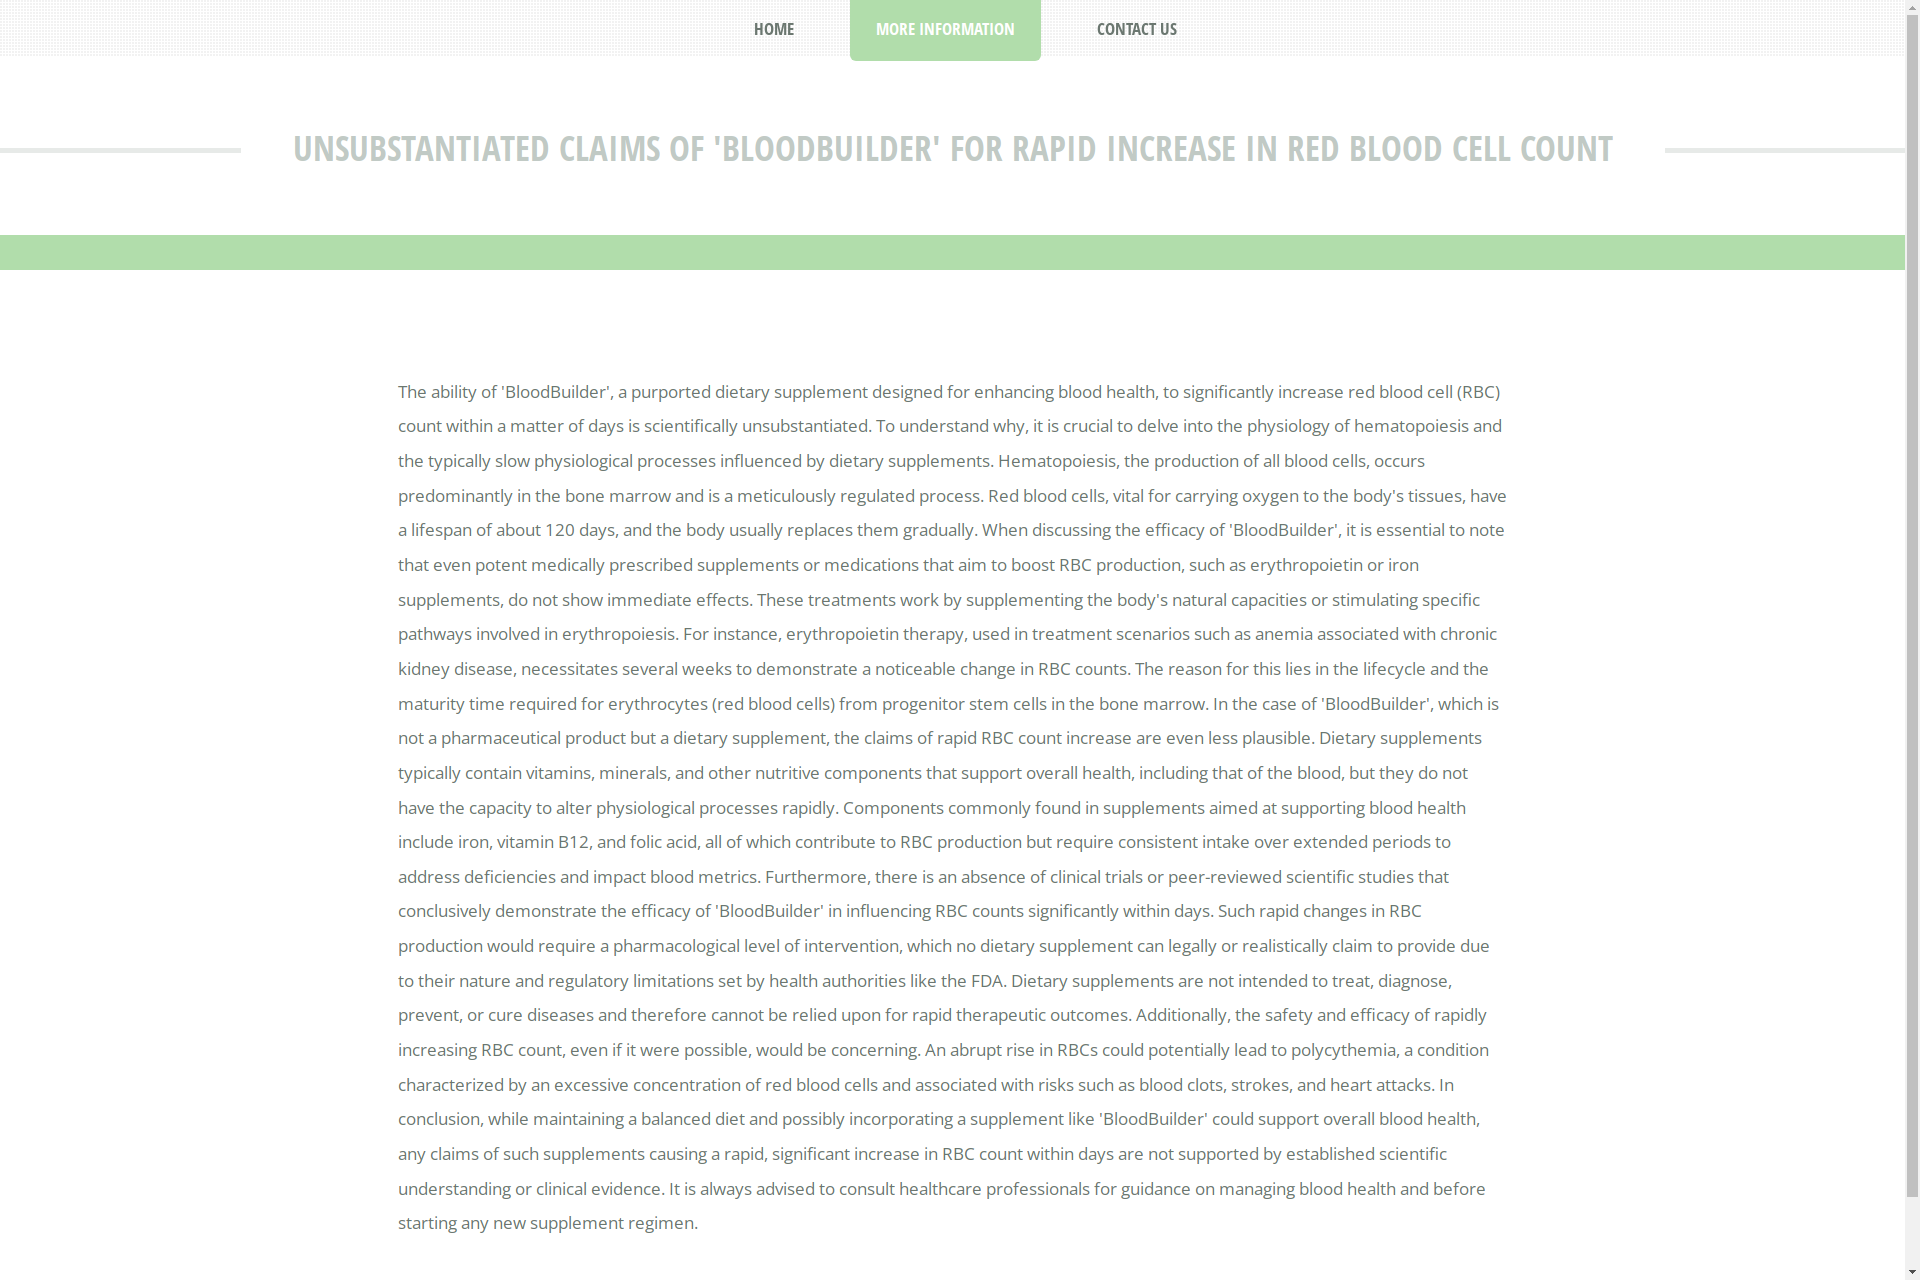 HOME
MORE INFORMATION
CONTACT US
UNSUBSTANTIATED CLAIMS OF 'BLOODBUILDER' FOR RAPID INCREASE IN RED BLOOD CELL COUNT
The ability of 'BloodBuilder', a purported dietary supplement designed for enhancing blood health, to significantly increase red blood cell (RBC)
count within a matter of days is scientifically unsubstantiated. To understand why, it is crucial to delve into the physiology of hematopoiesis and
the typically slow physiological processes influenced by dietary supplements. Hematopoiesis, the production of all blood cells, occurs
predominantly in the bone marrow and is a meticulously regulated process. Red blood cells, vital for carrying oxygen to the body's tissues, have
a lifespan of about 120 days, and the body usually replaces them gradually. When discussing the efficacy of 'BloodBuilder', it is essential to note
that even potent medically prescribed supplements or medications that aim to boost RBC production, such as erythropoietin or iron
supplements, do not show immediate effects. These treatments work by supplementing the body's natural capacities or stimulating specific
pathways involved in erythropoiesis. For instance, erythropoietin therapy, used in treatment scenarios such as anemia associated with chronic
kidney disease, necessitates several weeks to demonstrate a noticeable change in RBC counts. The reason for this lies in the lifecycle and the
maturity time required for erythrocytes (red blood cells) from progenitor stem cells in the bone marrow. In the case of 'BloodBuilder', which is
not a pharmaceutical product but a dietary supplement, the claims of rapid RBC count increase are even less plausible. Dietary supplements
typically contain vitamins, minerals, and other nutritive components that support overall health, including that of the blood, but they do not
have the capacity to alter physiological processes rapidly. Components commonly found in supplements aimed at supporting blood health
include iron, vitamin B12, and folic acid, all of which contribute to RBC production but require consistent intake over extended periods to
address deficiencies and impact blood metrics. Furthermore, there is an absence of clinical trials or peer-reviewed scientific studies that
conclusively demonstrate the efficacy of 'BloodBuilder' in influencing RBC counts significantly within days. Such rapid changes in RBC
production would require a pharmacological level of intervention, which no dietary supplement can legally or realistically claim to provide due
to their nature and regulatory limitations set by health authorities like the FDA. Dietary supplements are not intended to treat, diagnose,
prevent, or cure diseases and therefore cannot be relied upon for rapid therapeutic outcomes. Additionally, the safety and efficacy of rapidly
increasing RBC count, even if it were possible, would be concerning. An abrupt rise in RBCs could potentially lead to polycythemia, a condition
characterized by an excessive concentration of red blood cells and associated with risks such as blood clots, strokes, and heart attacks. In
conclusion, while maintaining a balanced diet and possibly incorporating a supplement like 'BloodBuilder' could support overall blood health,
any claims of such supplements causing a rapid, significant increase in RBC count within days are not supported by established scientific
understanding or clinical evidence. It is always advised to consult healthcare professionals for guidance on managing blood health and before
starting any new supplement regimen.